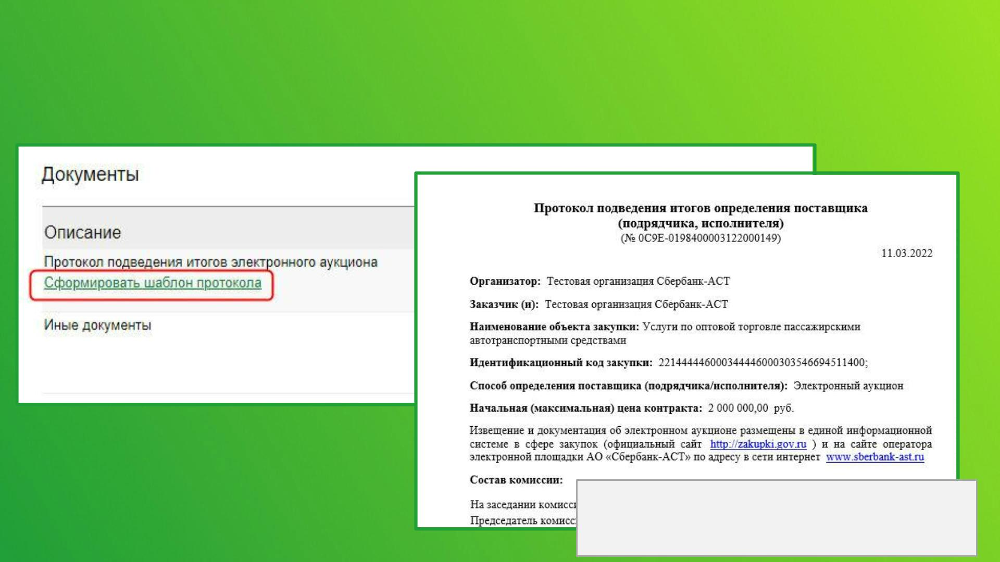 Документы
Описание
Протокол подведения итогов электронного аукциона
Сформировать шаблон протокола
Иные документы
Протокол подведения итогов определения поставщика
(подрядчика, исполнителя)
(№ 0C9E-0198400003122000149)
11.03.2022
Организатор: Тестовая организация Сбербанк-АСТ
Заказчик (и): Тестовая организация Сбербанк-АСТ
Наименование объекта закупки: Услуги по оптовой торговле пассажирскими
автотранспортными средствами
Идентификационный код закупки: 221444446000344446000303546694511400;
Способ определения поставщика (подрядчика/исполнителя): Электронный аукцион
Начальная (максимальная) цена контракта: 2 000 000,00 руб.
Извещение и документация об электронном аукционе размещены в единой информационной
системе в сфере закупок (официальный сайт http://zakupki.gov.ru ) и на сайте оператора
электронной площадки АО «Сбербанк-АСТ» по адресу в сети интернет www.sberbank-ast.ru
Состав комиссии:
На заседании
Председатель